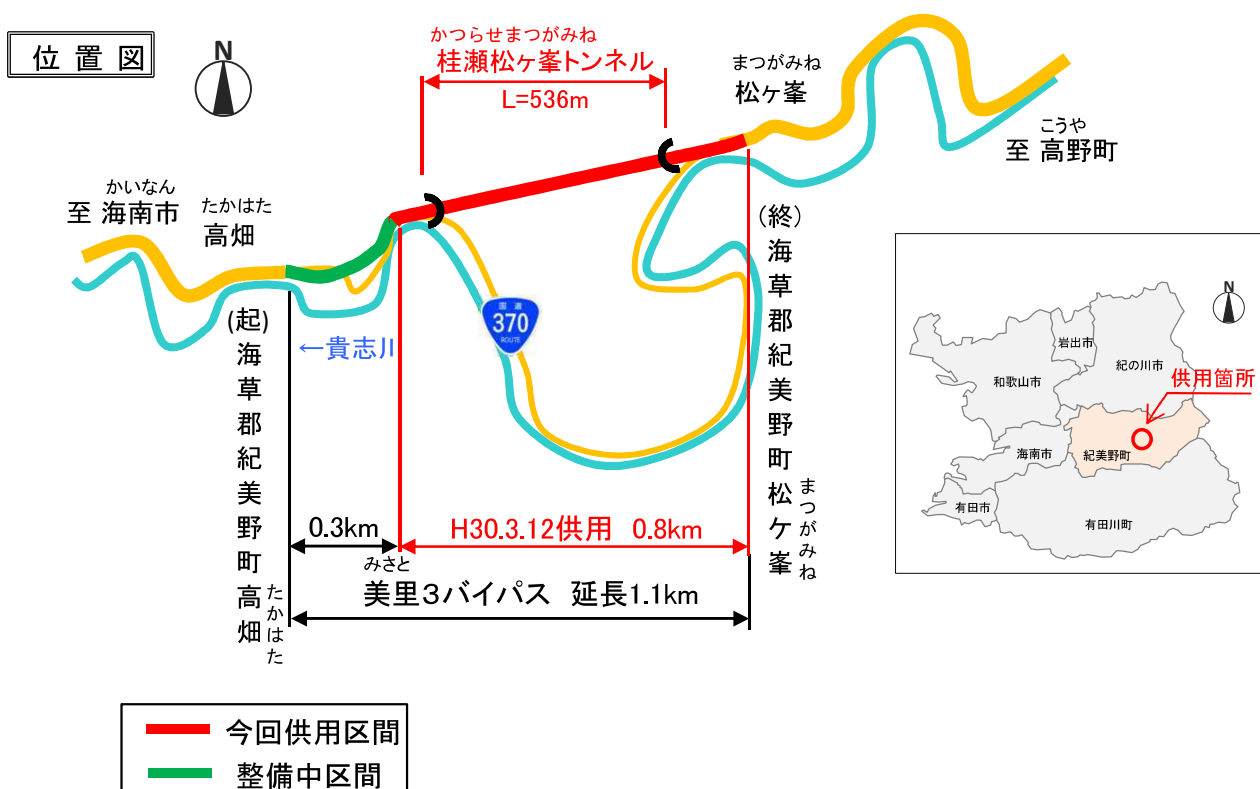 位置図
N
かつらせまつがみね
桂瀬松ヶ峯トンネル
L=536m
まつがみね
松ヶ峯
こうや
至 高野町
かいなん
至 海南市
たかはた
高畑
国道
370
ROUTE
←貴志川
(起)海草郡紀美野町高畑
たかはた
(終)海草郡紀美野町松ケ峯
まつがみね
0.3km
H30.3.12供用 0.8km
みさと
美里3バイパス 延長1.1km
今回供用区間
整備中区間
N
岩出市
紀の川市
和歌山市
供用箇所
海南市
紀美野町
有田市
有田川町